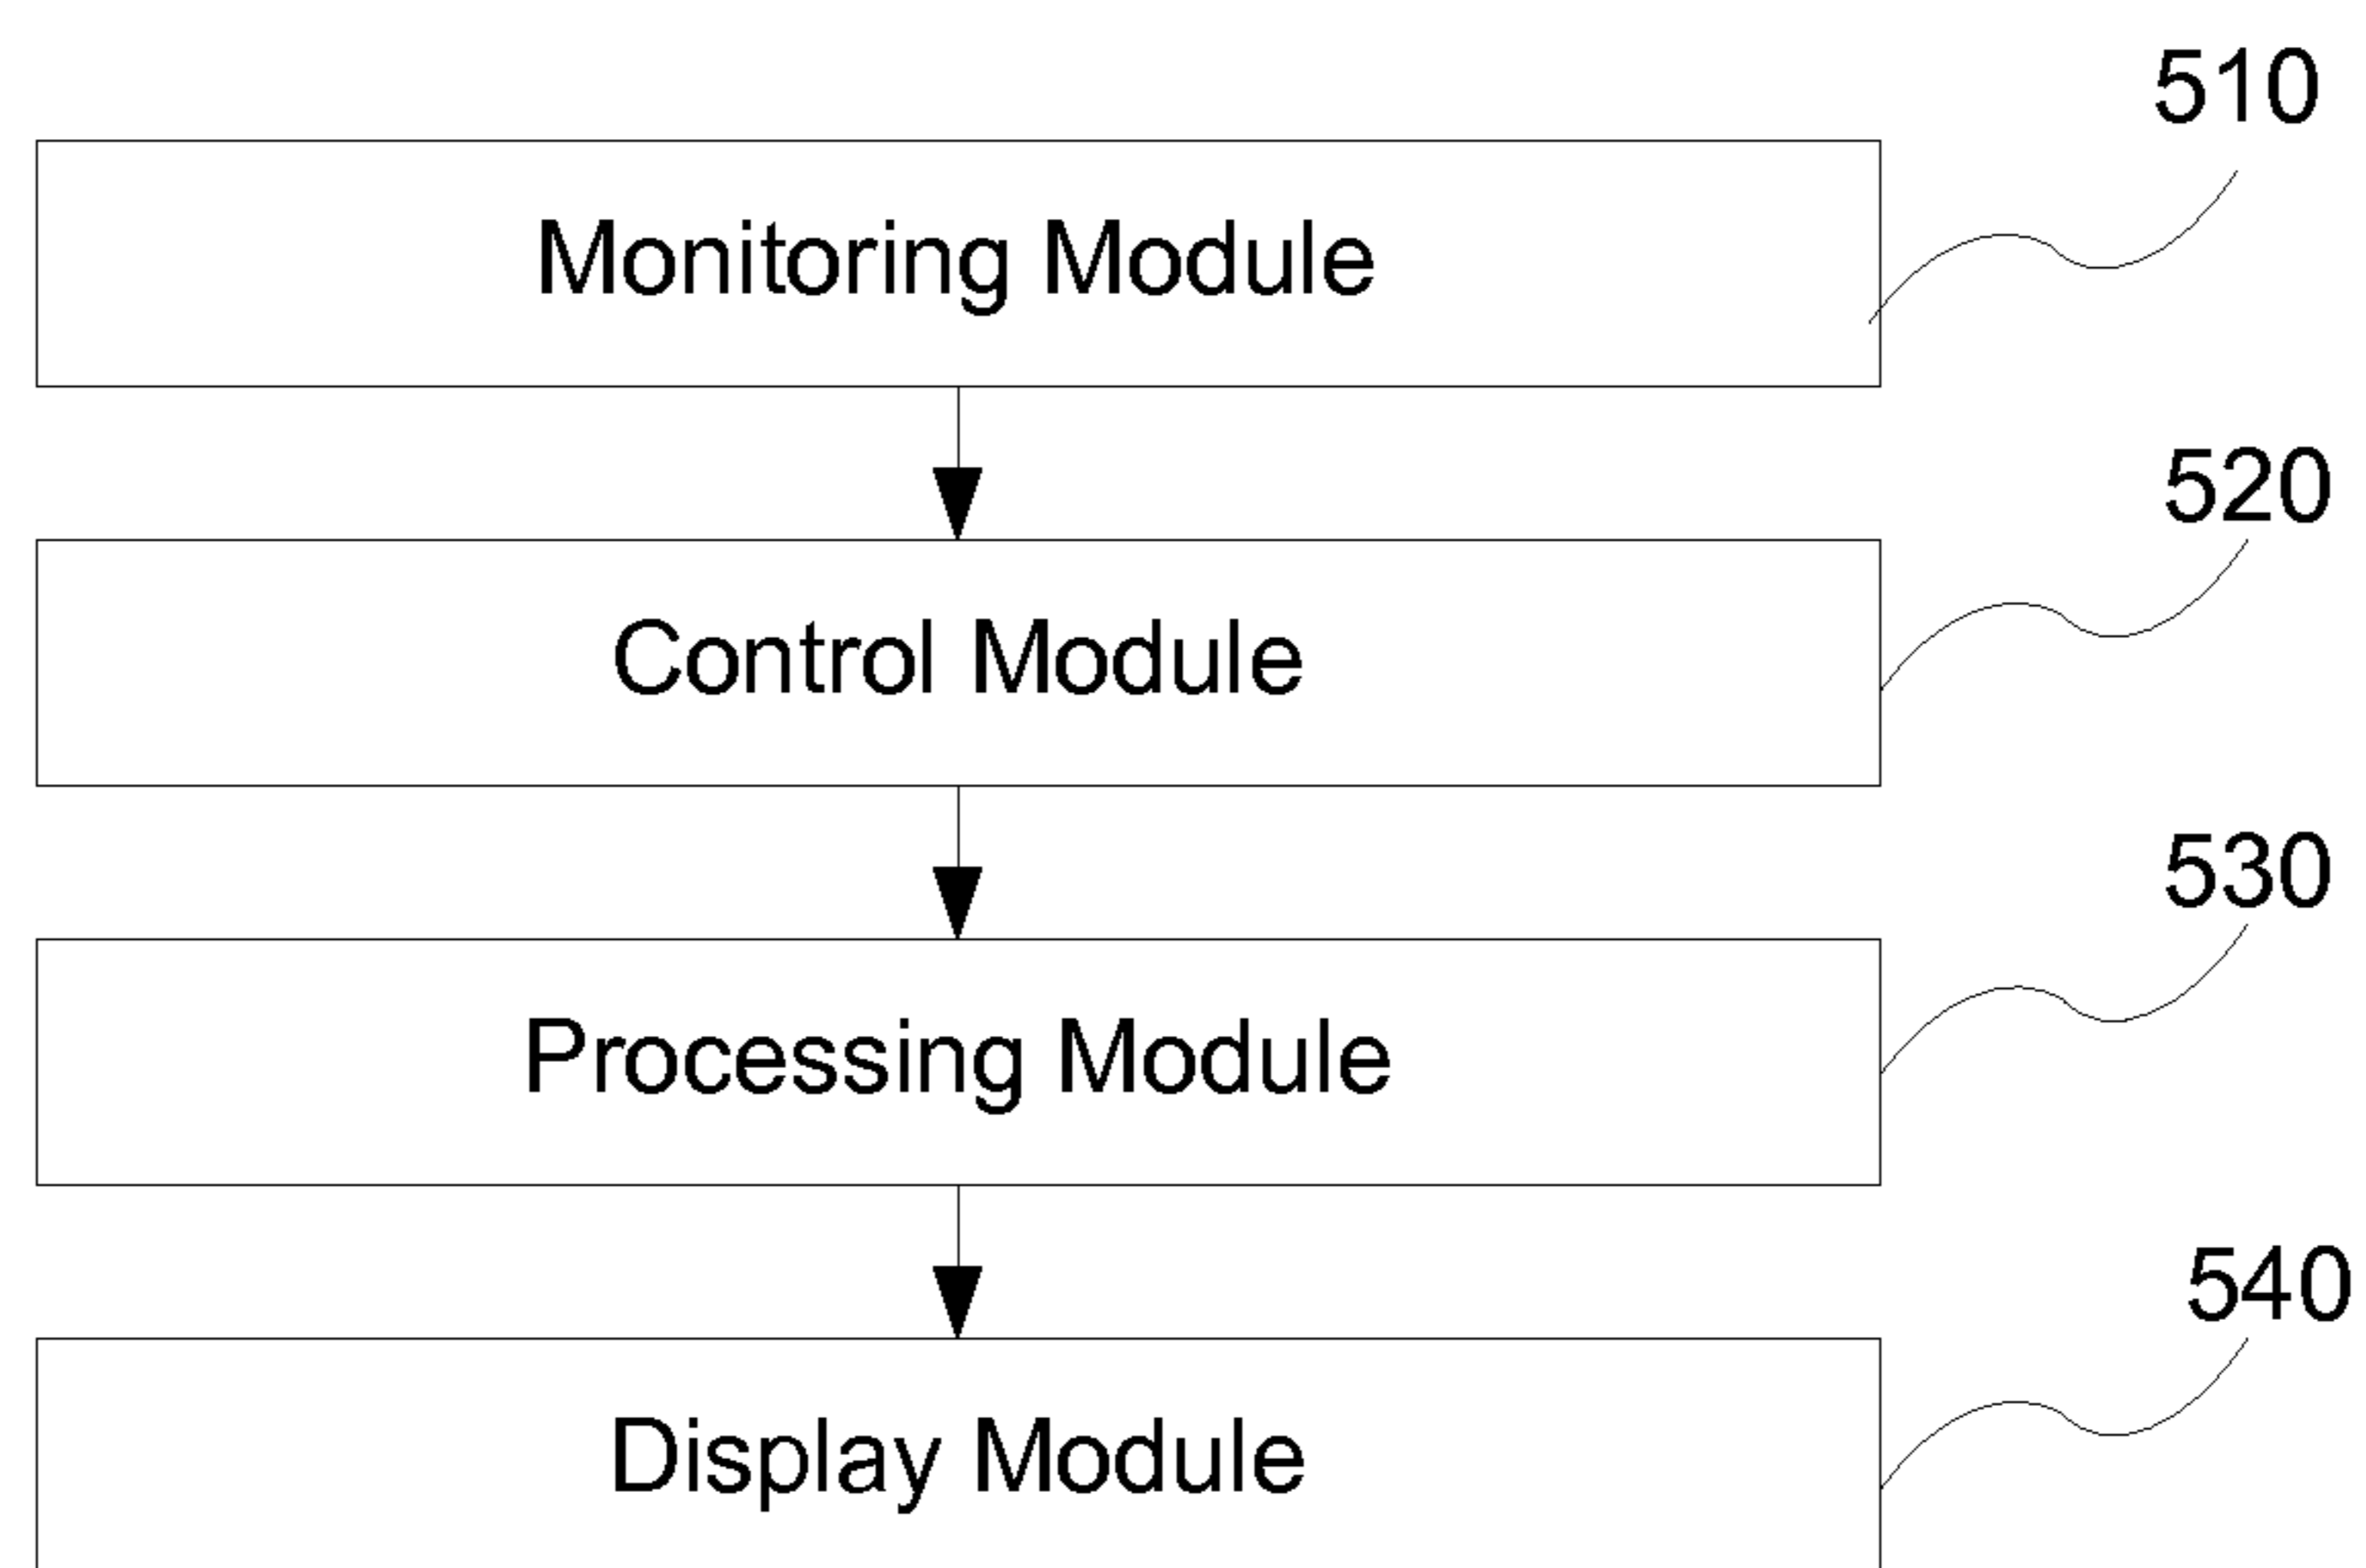 510
Monitoring Module
520
Control Module
530
Processing Module
540
Display Module